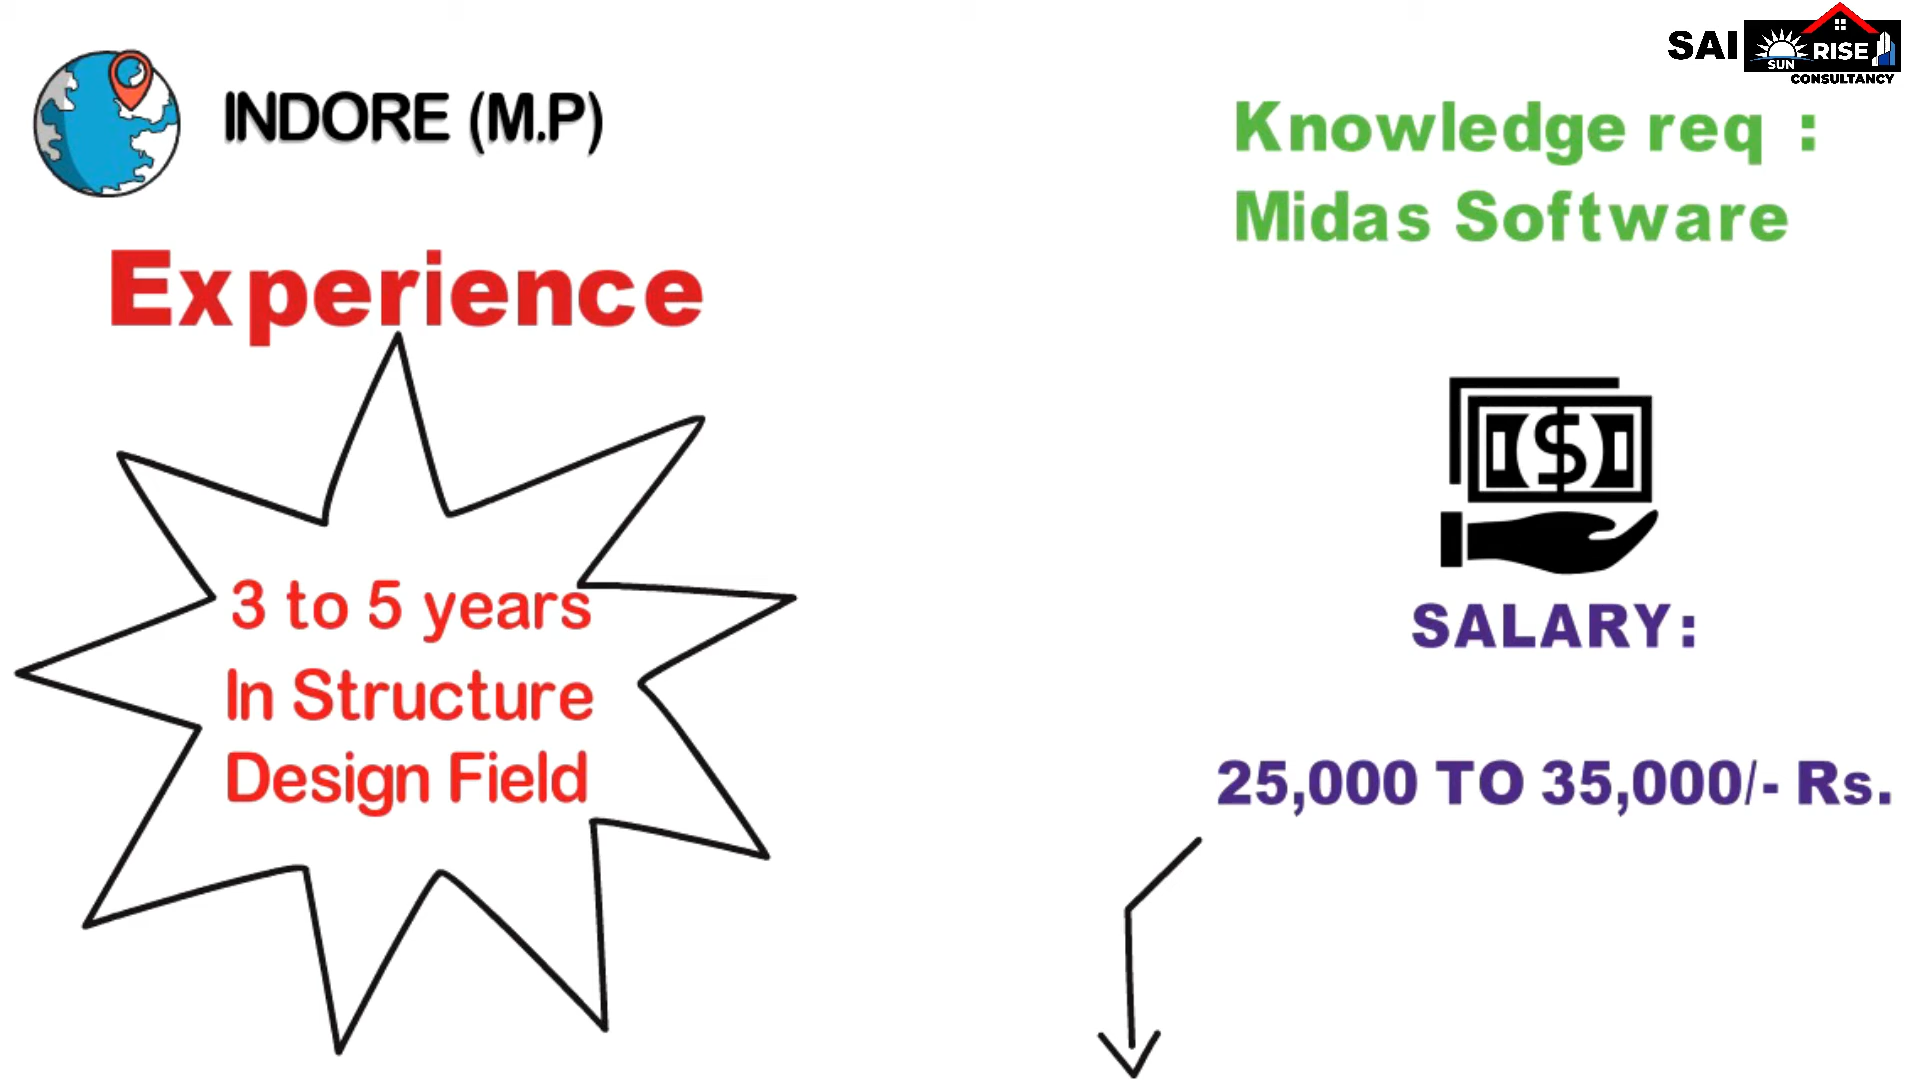 SAI SUN RISE
CONSULTANCY
INDORE (M.P)
Experience
3 to 5 years
In Structure
Design Field
Knowledge req :
Midas Software
$
SALARY:
25,000 TO 35,000/- Rs.